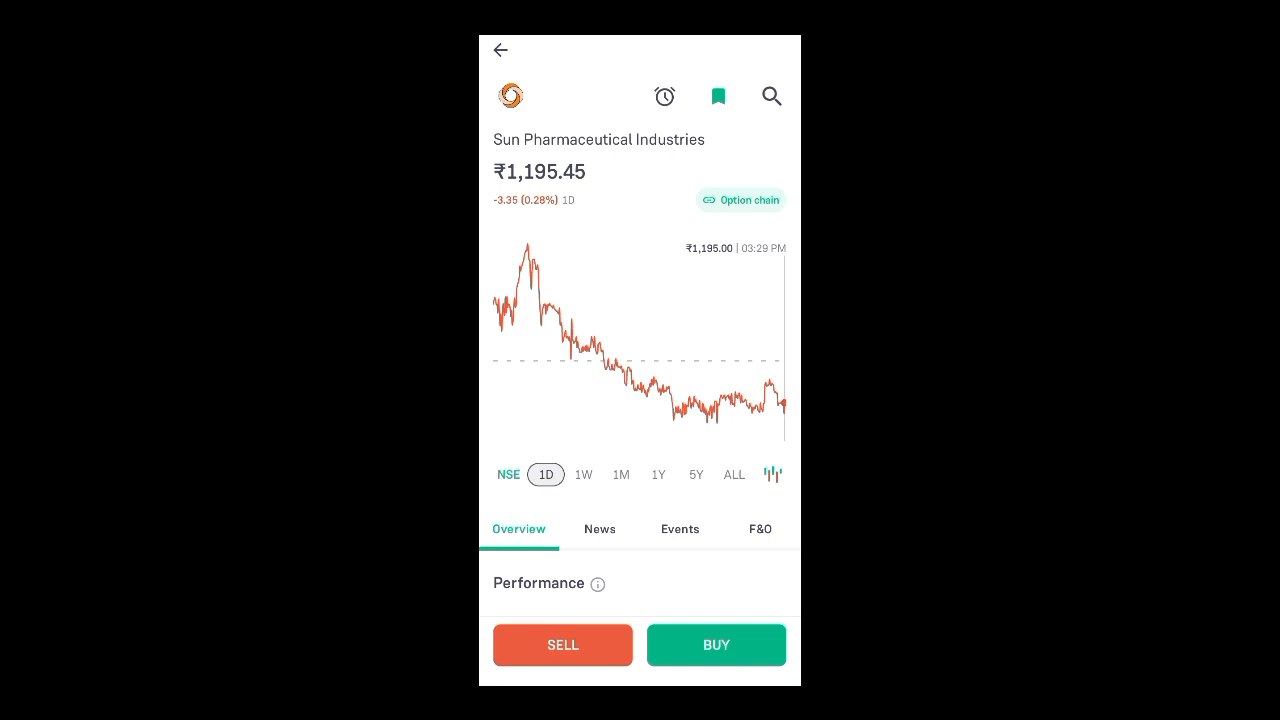 Sun Pharmaceutical Industries
₹1,195.45
-3.35 (0.28%) 1D
Option chain
₹1,195.00 | 03:29 PM
NSE 1D 1W 1M 1Y 5Y ALL
Overview News Events F&O
Performance
SELL BUY